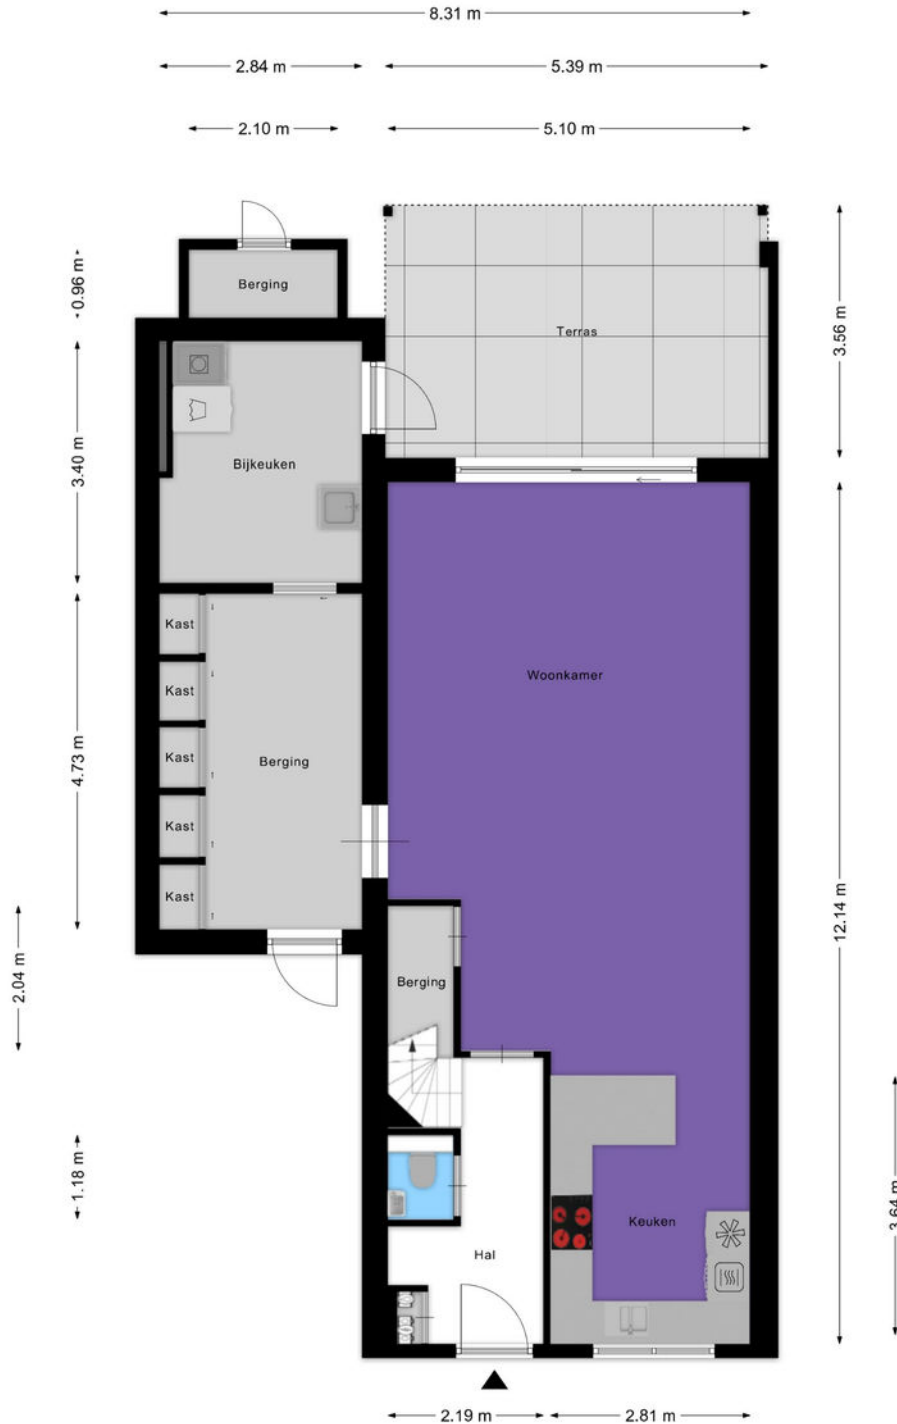 8.31 m
2.84 m
5.39 m
2.10 m
5.10 m
0.96 m
Berging
Terras
3.56 m
3.40 m
Bijkeuken
Kast
Woonkamer
Kast
4.73 m
Kast
Berging
Kast
Kast
12.14 m
2.04 m
Berging
1.18 m
Keuken
3.64 m
Hal
2.19 m
2.81 m